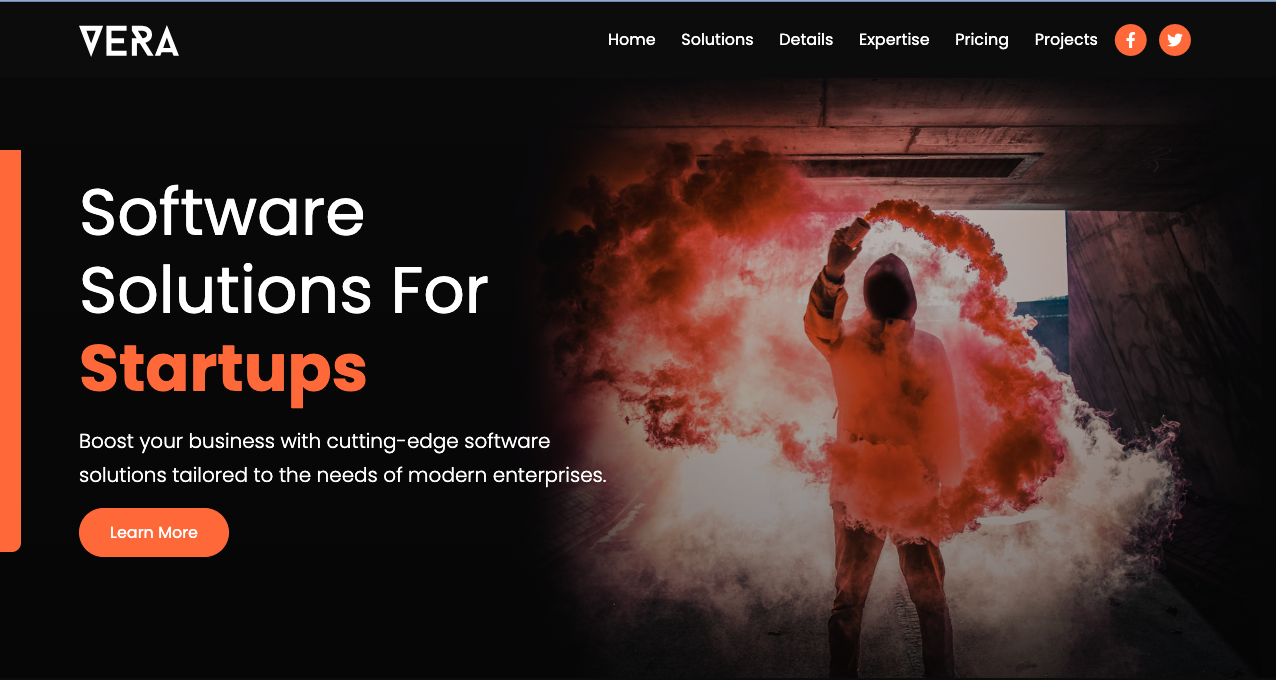 VERA
Home Solutions Details Expertise Pricing Projects
Software
Solutions For
Startups
Boost your business with cutting-edge software
solutions tailored to the needs of modern enterprises.
Learn More